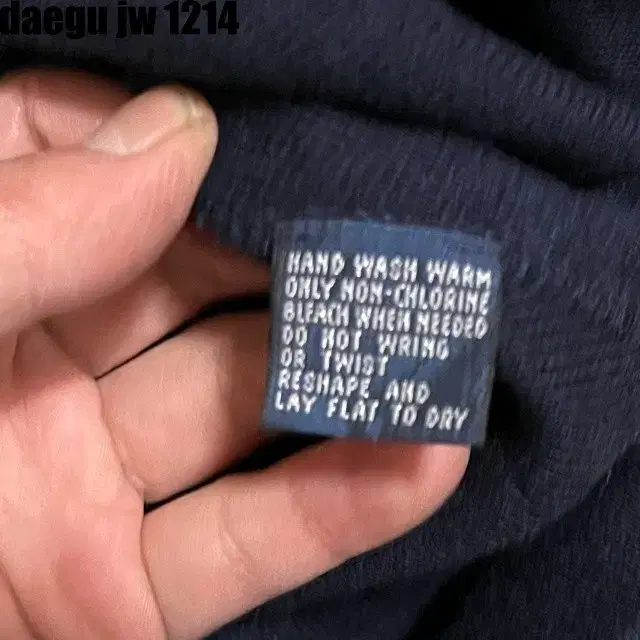 daegu jw 1214
HAND WASH WARM
ONLY NON-CHLORINE
BLEACH WHEN NEEDED
DO NOT WRING
OR TWIST
RESHAPE AND
LAY FLAT TO DRY